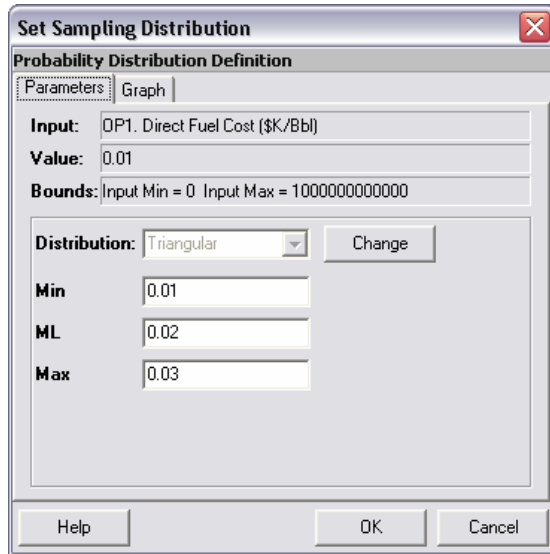 Set Sampling Distribution
Probability Distribution Definition
Parameters Graph
Input: OP1. Direct Fuel Cost ($K/Bbl)
Value: 0.01
Bounds: Input Min = 0 Input Max = 1000000000000
Distribution: Triangular Change
Min 0.01
ML 0.02
Max 0.03
Help OK Cancel